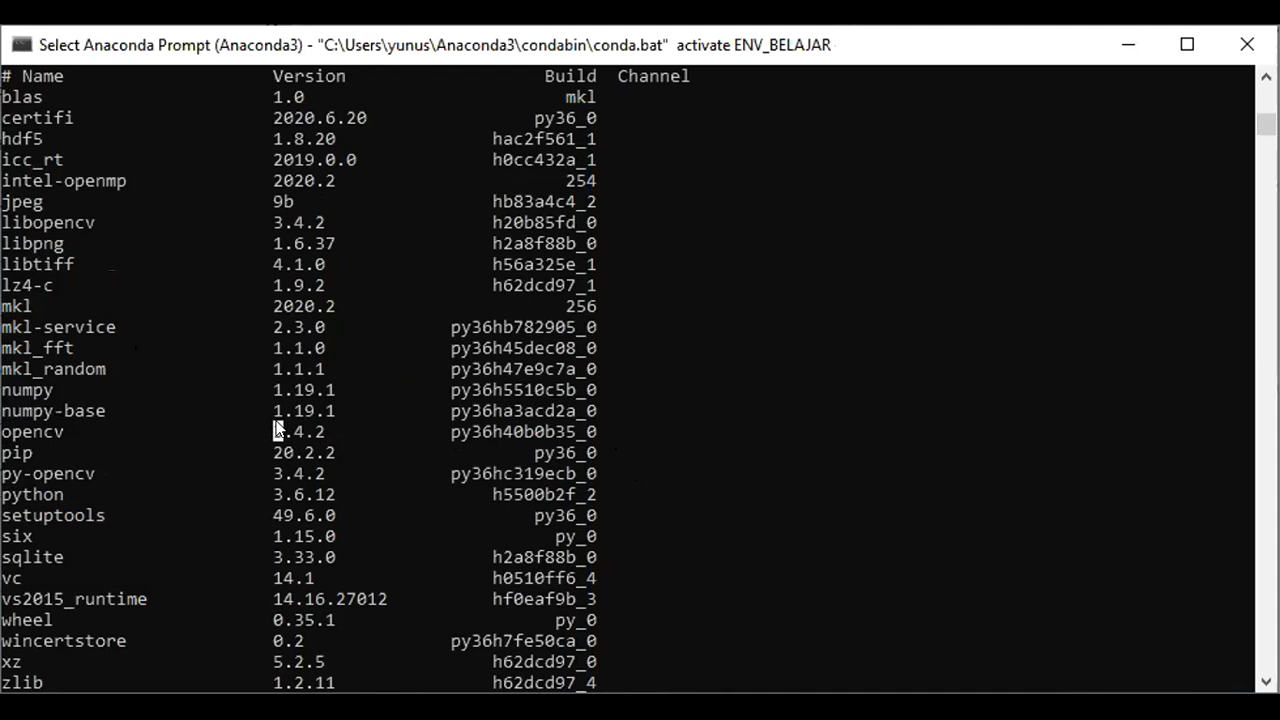 Select Anaconda Prompt (Anaconda3) - "C:\Users\yunus\Anaconda3\condabin\conda.bat" activate ENV_BELAJAR
# Name Version Build Channel
blas 1.0 mkl
certifi 2020.6.20 py36_0
hdf5 1.8.20 hac2f561_1
icc_rt 2019.0.0 h0cc432a_1
intel-openmp 2020.2 254
jpeg 9b hb83a4c4_2
libopencv 3.4.2 h20b85fd_0
libpng 1.6.37 h2a8f88b_0
libtiff 4.1.0 h56a325e_1
lz4-c 1.9.2 h62dcd97_1
mkl 2020.2 256
mkl-service 2.3.0 py36hb782905_0
mkl_fft 1.1.0 py36h45dec08_0
mkl_random 1.1.1 py36h47e9c7a_0
numpy 1.19.1 py36h5510c5b_0
numpy-base 1.19.1 py36ha3acd2a_0
opencv .4.2 py36h40b0b35_0
pip 20.2.2 py36_0
py-opencv 3.4.2 py36hc319ecb_0
python 3.6.12 h5500b2f_2
setuptools 49.6.0 py36_0
six 1.15.0 py_0
sqlite 3.33.0 h2a8f88b_0
vc 14.1 h0510ff6_4
vs2015_runtime 14.16.27012 hf0eaf9b_3
wheel 0.35.1 py_0
wincertstore 0.2 py36h7fe50ca_0
xz 5.2.5 h62dcd97_0
zlib 1.2.11 h62dcd97_4